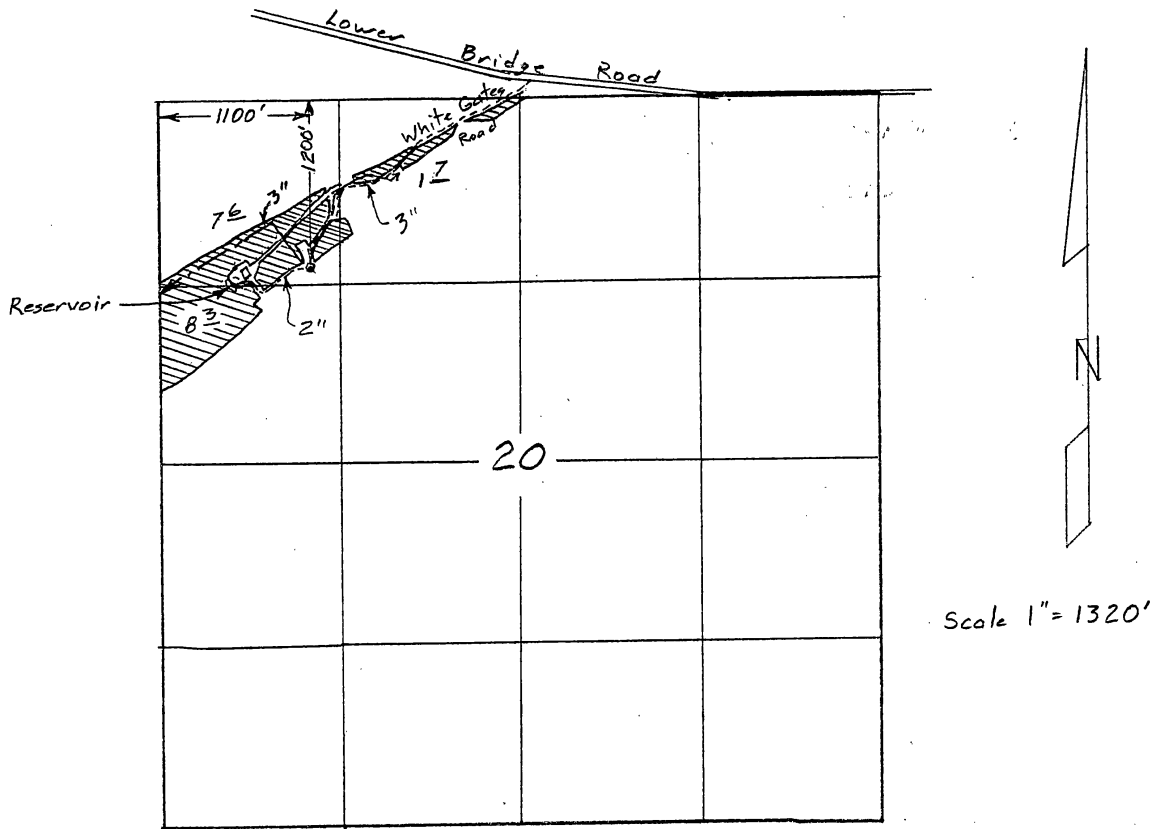 Lower Bridge Road
1100'
1200'
White Gates
Road
1 7
3"
7 6
3"
Reservoir
8 3
2"
20
N
Scale 1"= 1320'